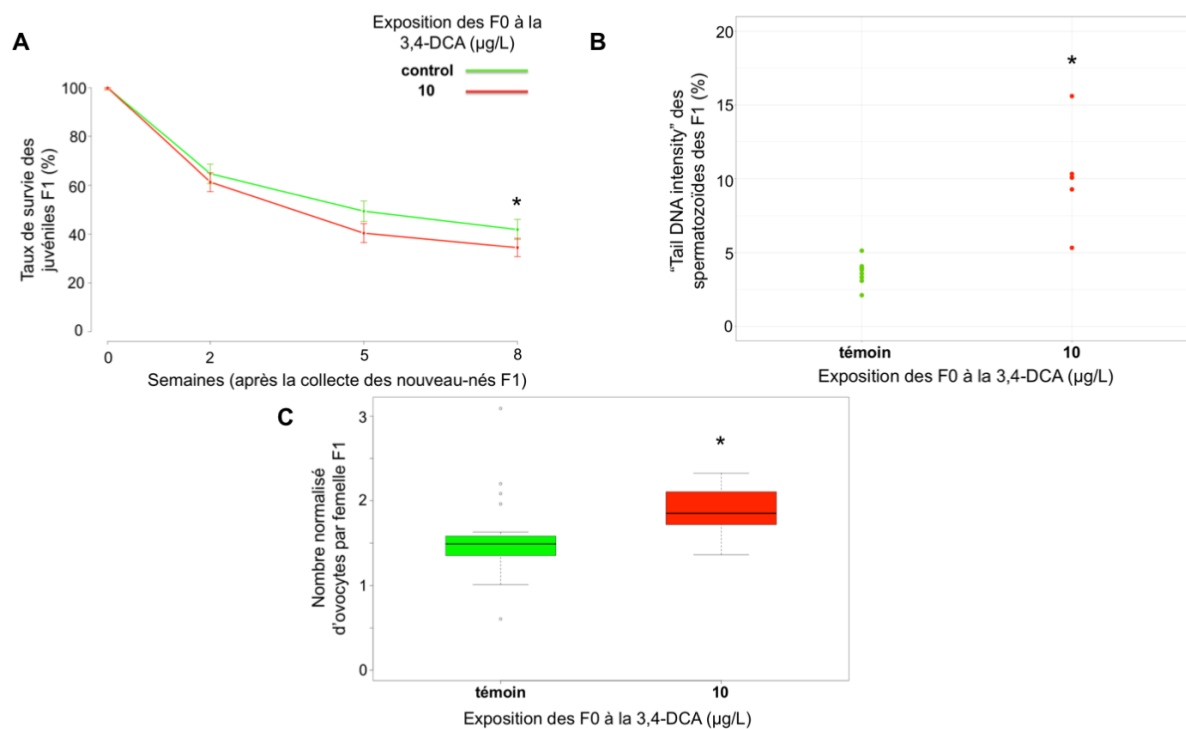 A
Exposition des F0 à la
3,4-DCA (µg/L)
control
10
Taux de survie des
juvéniles F1 (%)
100
80
60
40
20
0
*
0
2
5
8
Semaines (après la collecte des nouveau-nés F1)
B
"Tail DNA intensity" des
spermatozoïdes des F1 (%)
20
15
10
5
0
*
témoin
10
Exposition des F0 à la 3,4-DCA (µg/L)
C
Nombre normalisé
d'ovocytes par femelle F1
3
2
1
0
*
témoin
10
Exposition des F0 à la 3,4-DCA (µg/L)